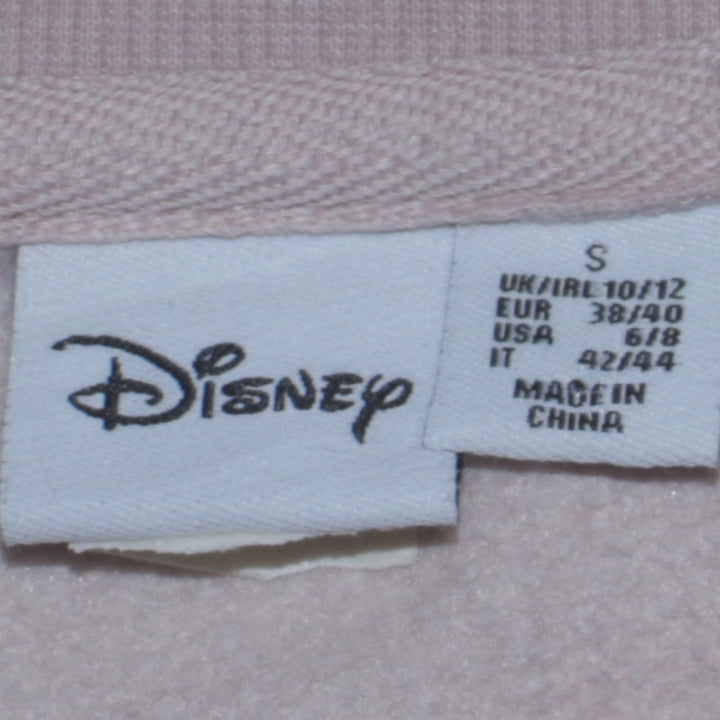 Disney
S
UK/IRL 10/12
EUR 38/40
USA 6/8
IT 42/44
MADE IN
CHINA